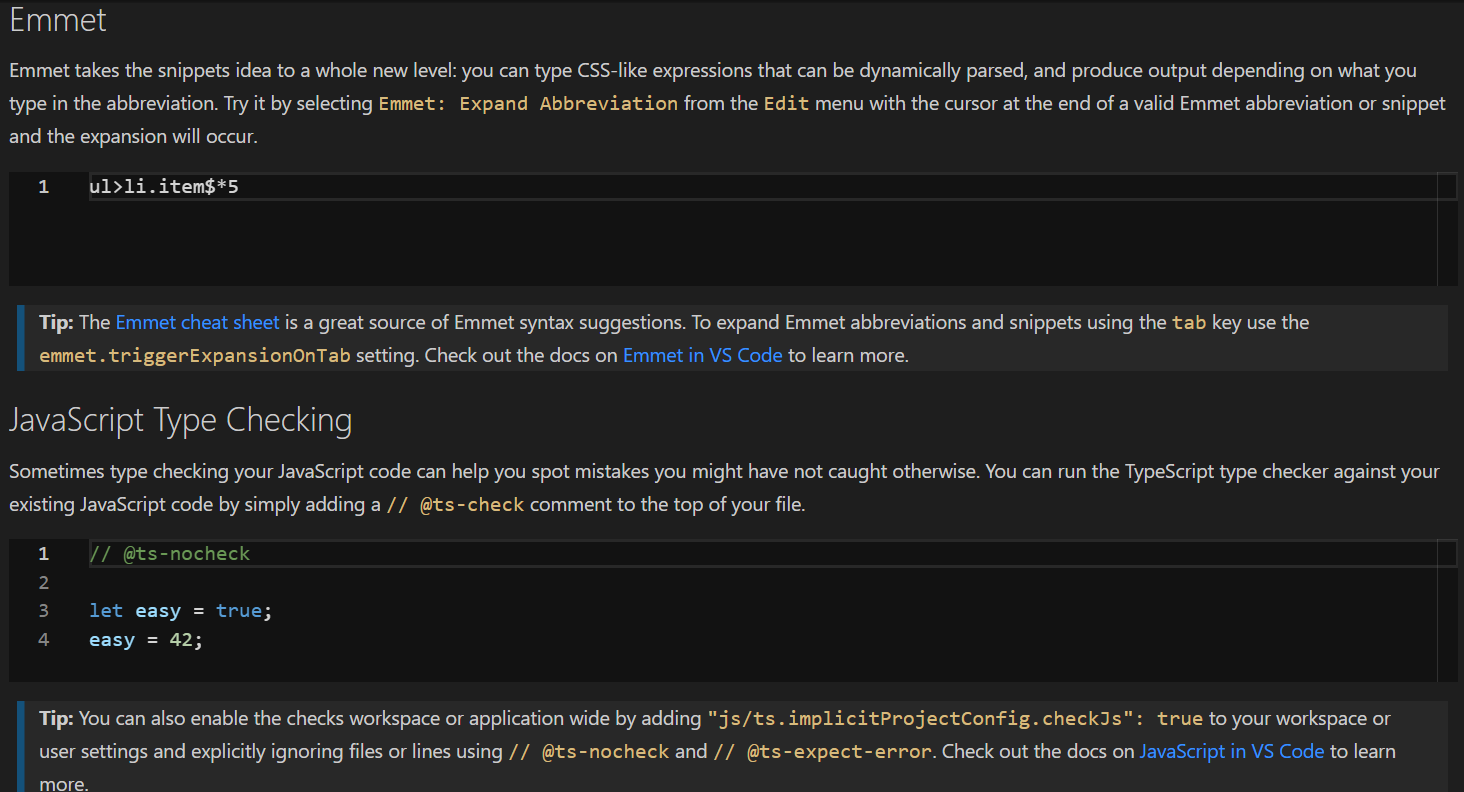 Emmet
Emmet takes the snippets idea to a whole new level: you can type CSS-like expressions that can be dynamically parsed, and produce output depending on what you
type in the abbreviation. Try it by selecting Emmet: Expand Abbreviation from the Edit menu with the cursor at the end of a valid Emmet abbreviation or snippet
and the expansion will occur.
1 ul>li.item$*5
Tip: The Emmet cheat sheet is a great source of Emmet syntax suggestions. To expand Emmet abbreviations and snippets using the tab key use the
emmet.triggerExpansionOnTab setting. Check out the docs on Emmet in VS Code to learn more.
JavaScript Type Checking
Sometimes type checking your JavaScript code can help you spot mistakes you might have not caught otherwise. You can run the TypeScript type checker against your
existing JavaScript code by simply adding a // @ts-check comment to the top of your file.
1 // @ts-nocheck
2
3 let easy = true;
4 easy = 42;
Tip: You can also enable the checks workspace or application wide by adding "js/ts.implicitProjectConfig.checkJs": true to your workspace or
user settings and explicitly ignoring files or lines using // @ts-nocheck and // @ts-expect-error. Check out the docs on JavaScript in VS Code to learn
more.